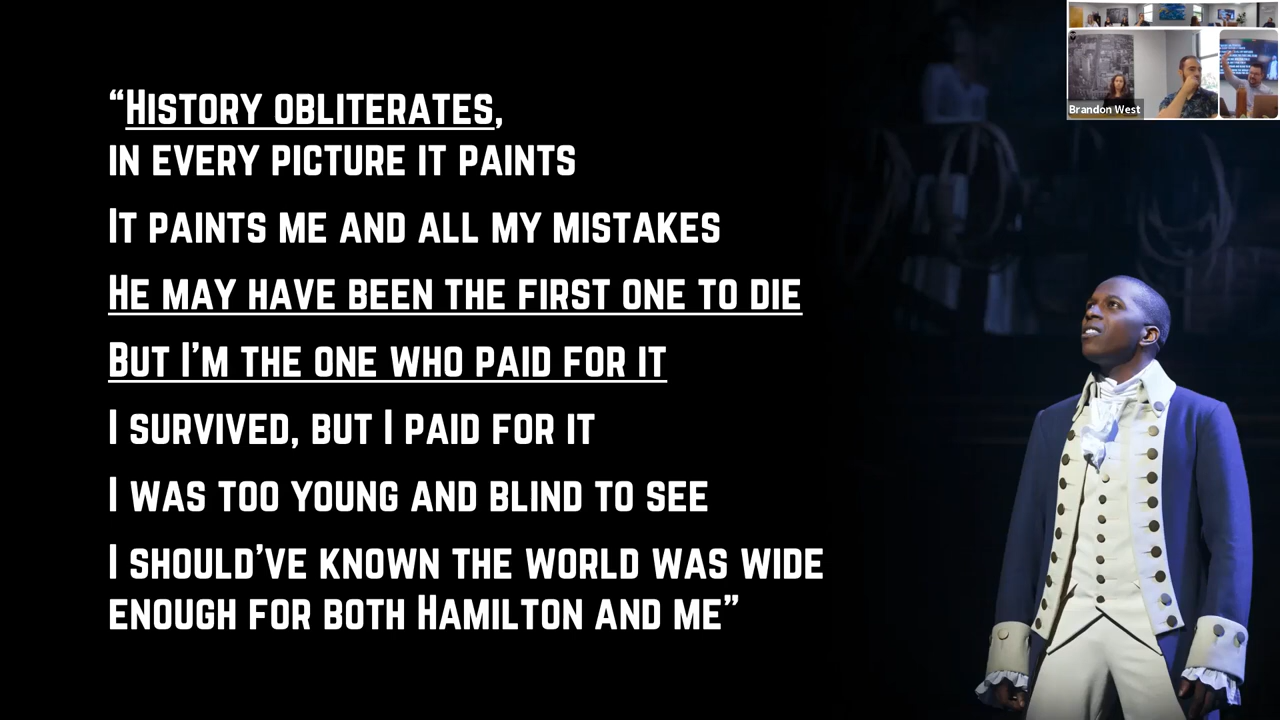 “History obliterates,
in every picture it paints
It paints me and all my mistakes
He may have been the first one to die
But I’m the one who paid for it
I survived, but I paid for it
I was too young and blind to see
I should’ve known the world was wide
enough for both Hamilton and me”
Brandon West